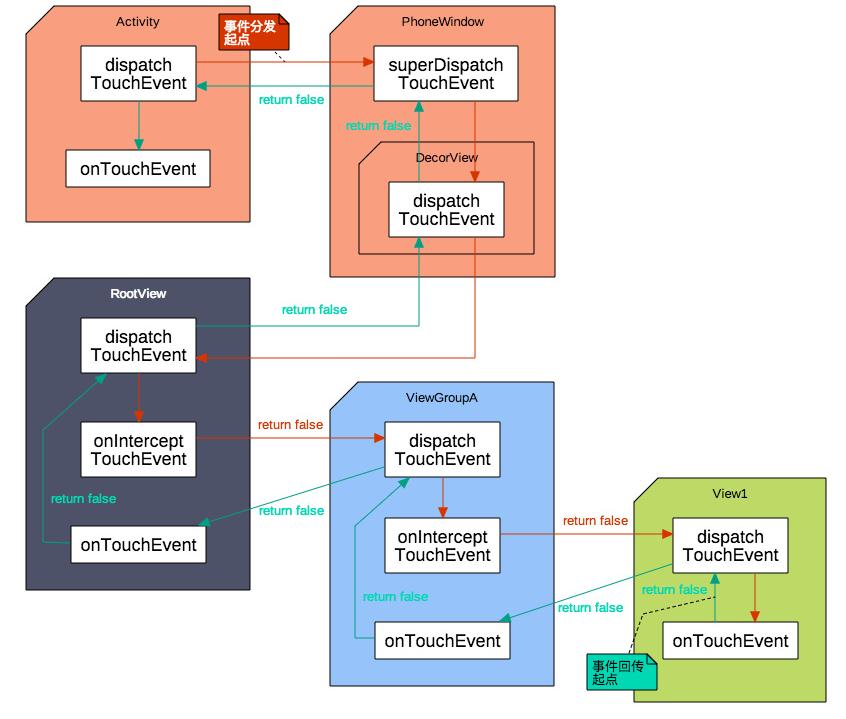 Activity
事件分发
起点
dispatch
TouchEvent
onTouchEvent
return false
PhoneWindow
superDispatch
TouchEvent
return false
DecorView
dispatch
TouchEvent
RootView
dispatch
TouchEvent
return false
onIntercept
TouchEvent
return false
return false
onTouchEvent
return false
ViewGroupA
dispatch
TouchEvent
onIntercept
TouchEvent
return false
return false
onTouchEvent
return false
View1
dispatch
TouchEvent
return false
onTouchEvent
事件回传
起点